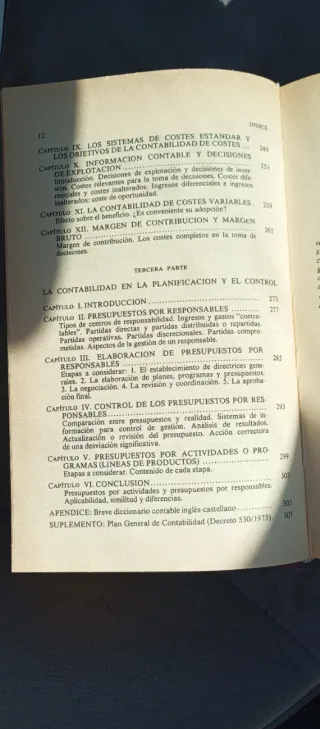 12
INDICE
CAPÍTULO IX. LOS SISTEMAS DE COSTES ESTANDAR Y
LOS OBJETIVOS DE LA CONTABILIDAD DE COSTES ... 246
CAPÍTULO X. INFORMACION CONTABLE Y DECISIONES
DE EXPLOTACION ........ 251
Introducción. Decisiones de explotación y decisiones de inver-
sión. Costes relevantes para la toma de decisiones. Costes dife-
renciales y costes inalterados. Ingresos diferenciales e ingresos
inalterados: coste de oportunidad.
CAPÍTULO XI. LA CONTABILIDAD DE COSTES VARIABLES . 259
Efecto sobre el beneficio. ¿Es conveniente su adopción?
CAPÍTULO XII. MARGEN DE CONTRIBUCION Y MARGEN
BRUTO ........ 265
Margen de contribución. Los costes completos en la toma de
decisiones.
TERCERA PARTE
LA CONTABILIDAD EN LA PLANIFICACION Y EL CONTROL
CAPÍTULO I. INTRODUCCION ........ 273
CAPÍTULO II. PRESUPUESTOS POR RESPONSABLES ........ 277
Tipos de centros de responsabilidad. Ingresos y gastos "contro-
lables". Partidas directas y partidas distribuidas o repartidas.
Partidas operativas. Partidas discrecionales. Partidas compro-
metidas. Aspectos de la gestión de un responsable.
CAPÍTULO III. ELABORACION DE PRESUPUESTOS POR
RESPONSABLES ........ 285
Etapas a considerar: 1. El establecimiento de directrices gene-
rales. 2. La elaboración de planes, programas y presupuestos.
3. La negociación. 4. La revisión y coordinación. 5. La aproba-
ción final.
CAPÍTULO IV. CONTROL DE LOS PRESUPUESTOS POR RES-
PONSABLES ........ 293
Comparación entre presupuestos y realidad. Sistemas de in-
formación para control de gestión. Análisis de resultados.
Actualización o revisión del presupuesto. Acción correctora
de una desviación significativa.
CAPÍTULO V. PRESUPUESTOS POR ACTIVIDADES O PRO-
GRAMAS (LINEAS DE PRODUCTOS) ........ 299
Etapas a considerar. Contenido de cada etapa.
CAPÍTULO VI. CONCLUSION ........ 303
Presupuestos por actividades y presupuestos por responsables.
Aplicabilidad, similitud y diferencias.
APENDICE: Breve diccionario contable inglés-castellano ........ 305
SUPLEMENTO: Plan General de Contabilidad (Decreto 530/1973) . 307